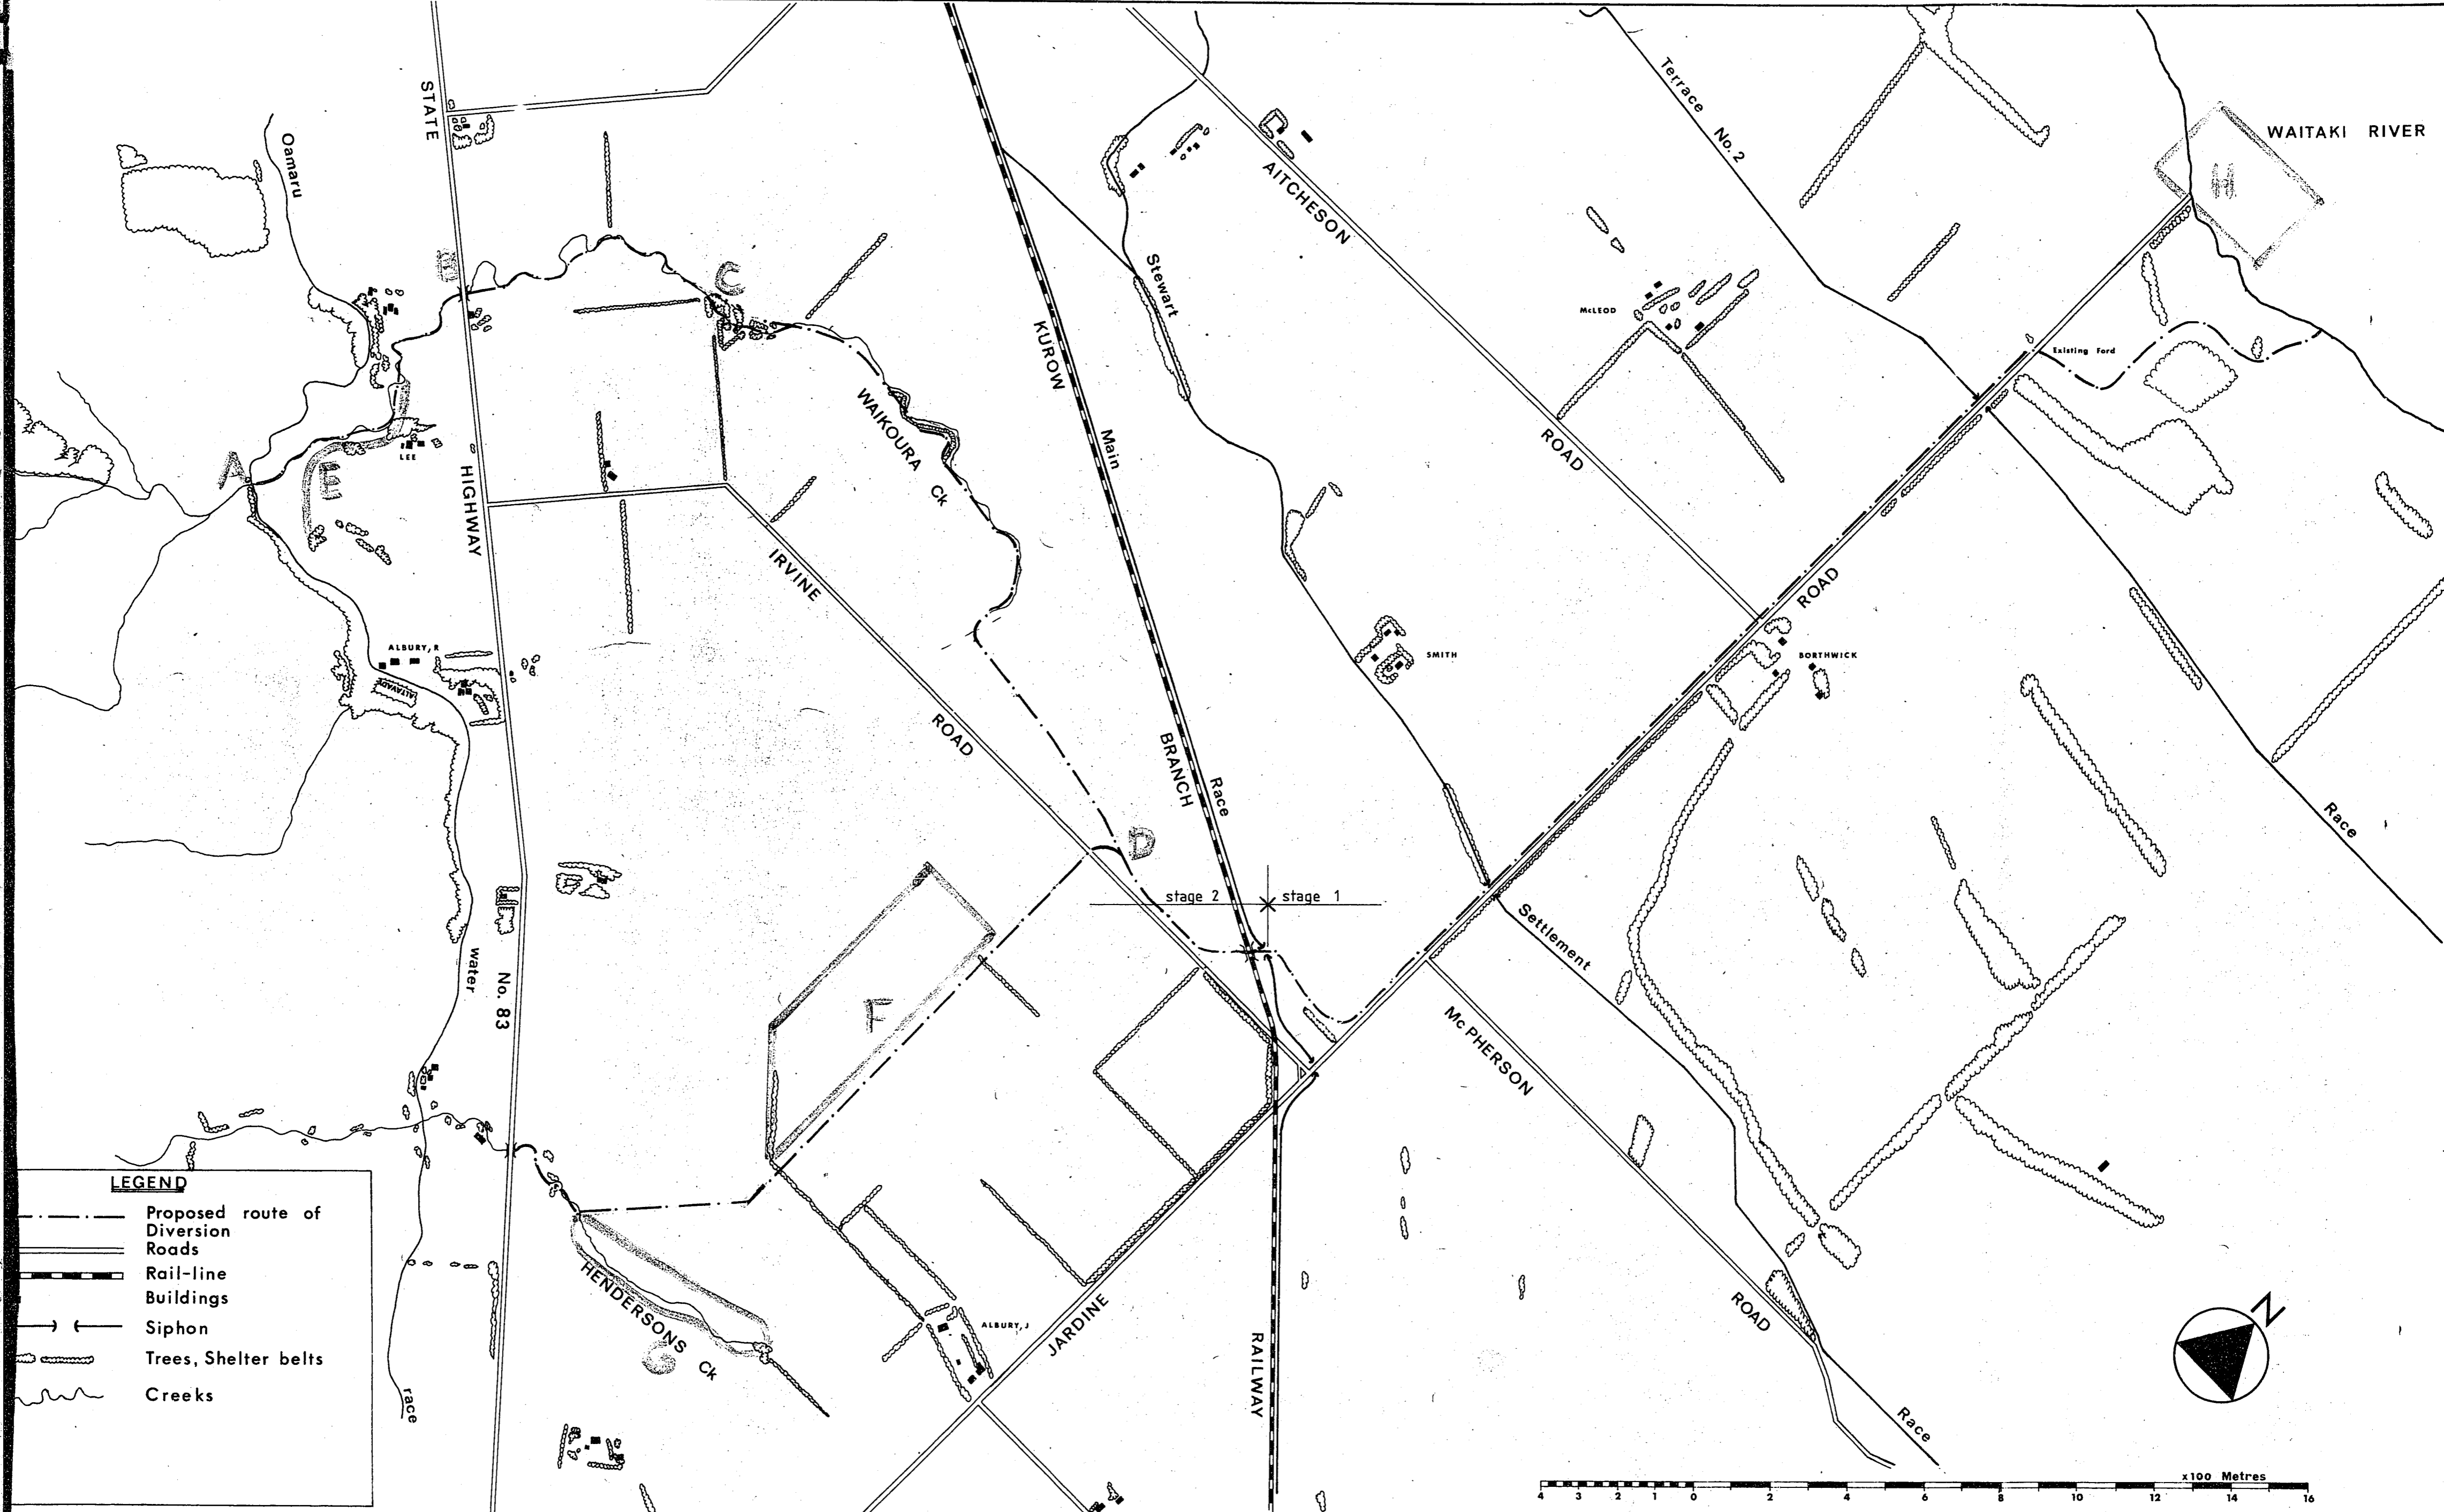 WAITAKI RIVER
H
STATE
Oamaru
Terrace No. 2
AITCHESON
B
C
Stewart
McLEOD
KUROW
Existing Ford
WAIKOURA Ck
Main
ROAD
A
E
LEE
HIGHWAY
IRVINE
ROAD
ALBURY, R
SMITH
BORTHWICK
ALTAVADE
ROAD
BRANCH
Race
Race
D
stage 2
stage 1
Settlement
water
No. 83
F
McPHERSON
LEGEND
Proposed route of
Diversion
Roads
Rail-line
Buildings
Siphon
Trees, Shelter belts
Creeks
HENDERSONS Ck
G
ALBURY, J
JARDINE
RAILWAY
ROAD
N
race
Race
x100 Metres
4 3 2 1 0 2 4 6 8 10 12 14 16